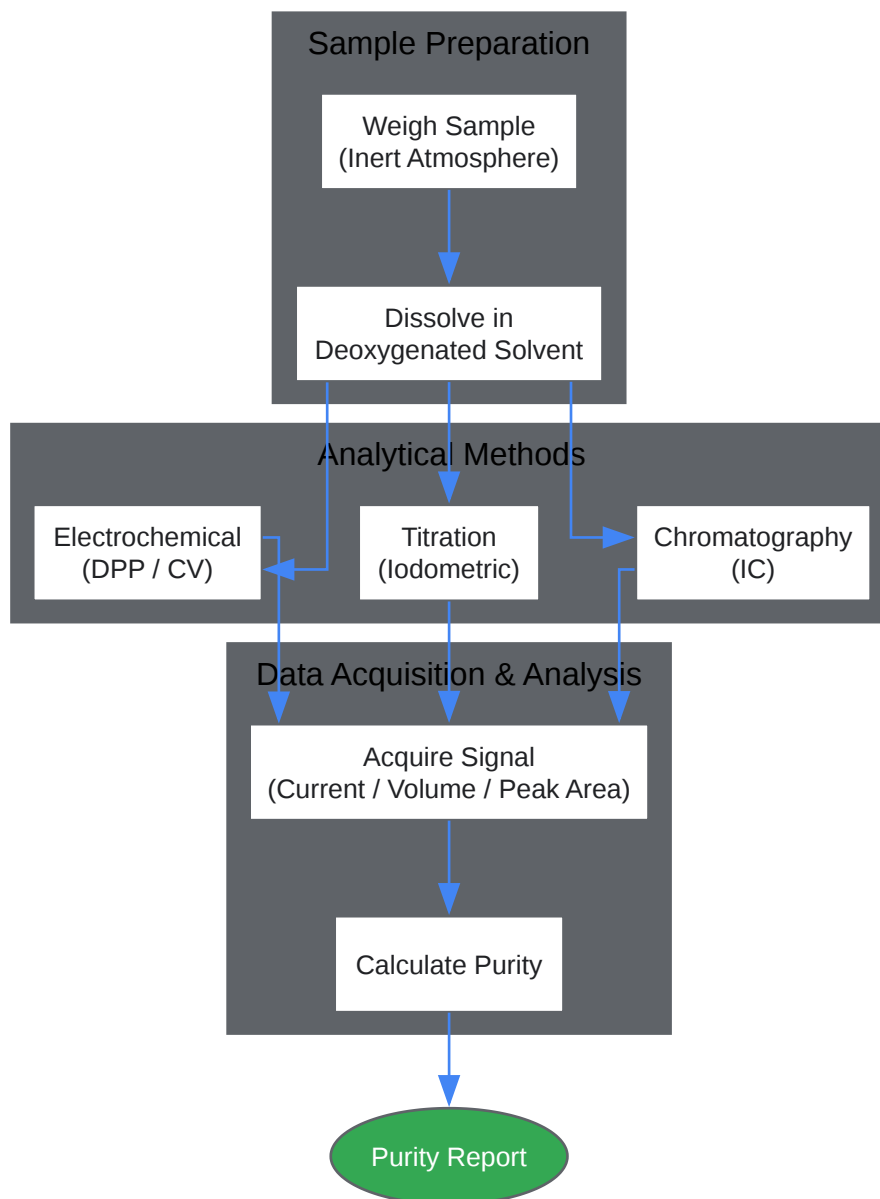 Sample Preparation
Weigh Sample
(Inert Atmosphere)
Dissolve in
Deoxygenated Solvent
Analytical Methods
Electrochemical
(DPP / CV)
Titration
(Iodometric)
Chromatography
(IC)
Data Acquisition & Analysis
Acquire Signal
(Current / Volume / Peak Area)
Calculate Purity
Purity Report